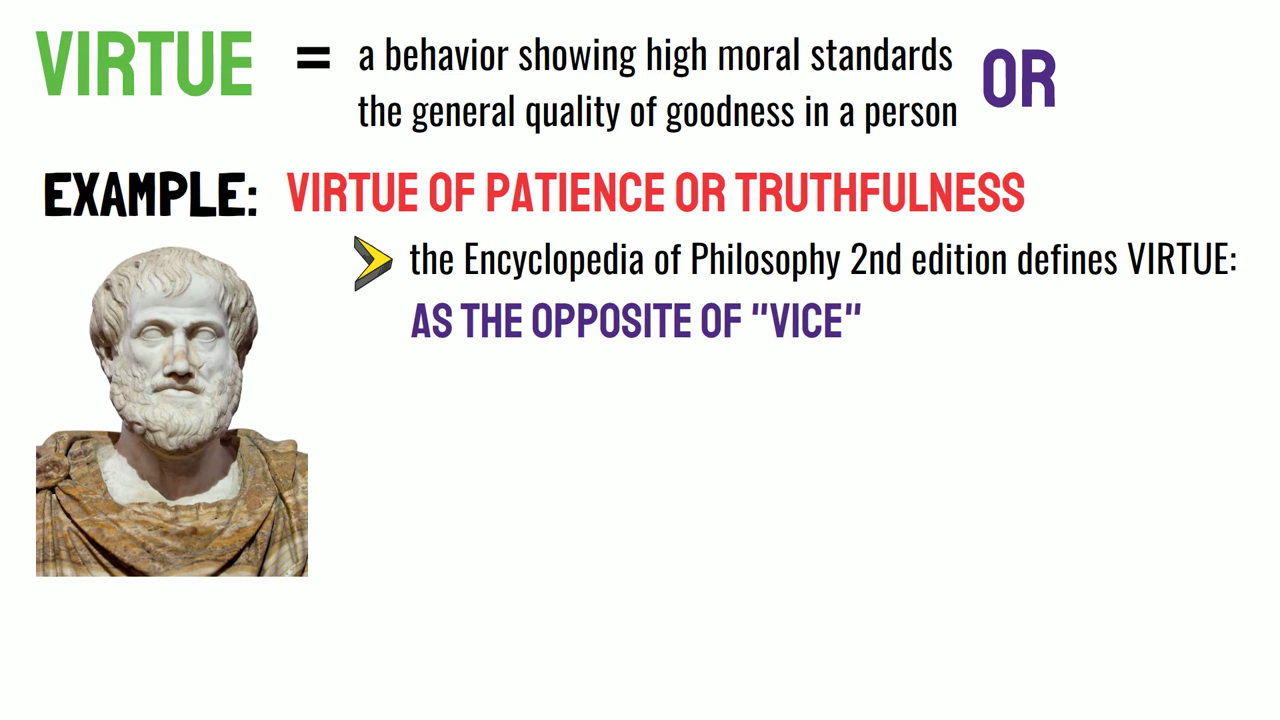 VIRTUE = a behavior showing high moral standards OR
the general quality of goodness in a person
EXAMPLE: VIRTUE OF PATIENCE OR TRUTHFULNESS
the Encyclopedia of Philosophy 2nd edition defines VIRTUE:
AS THE OPPOSITE OF "VICE"